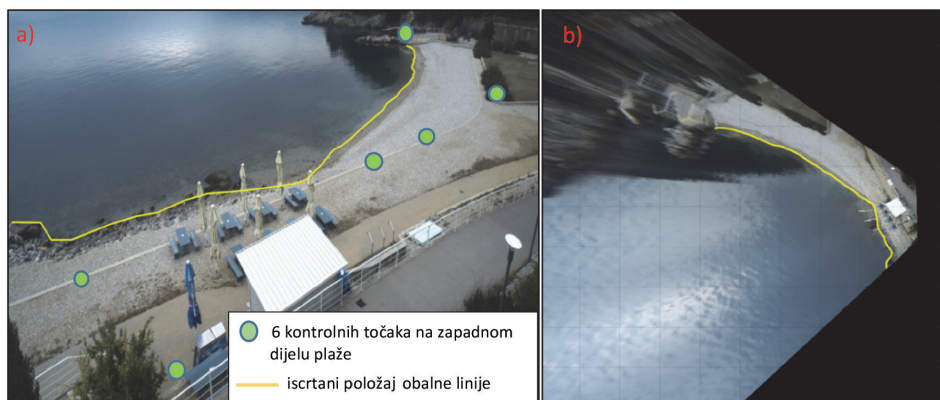 a)
b)
6 kontrolnih točaka na zapadnom
dijelu plaže
iscrtani položaj obalne linije